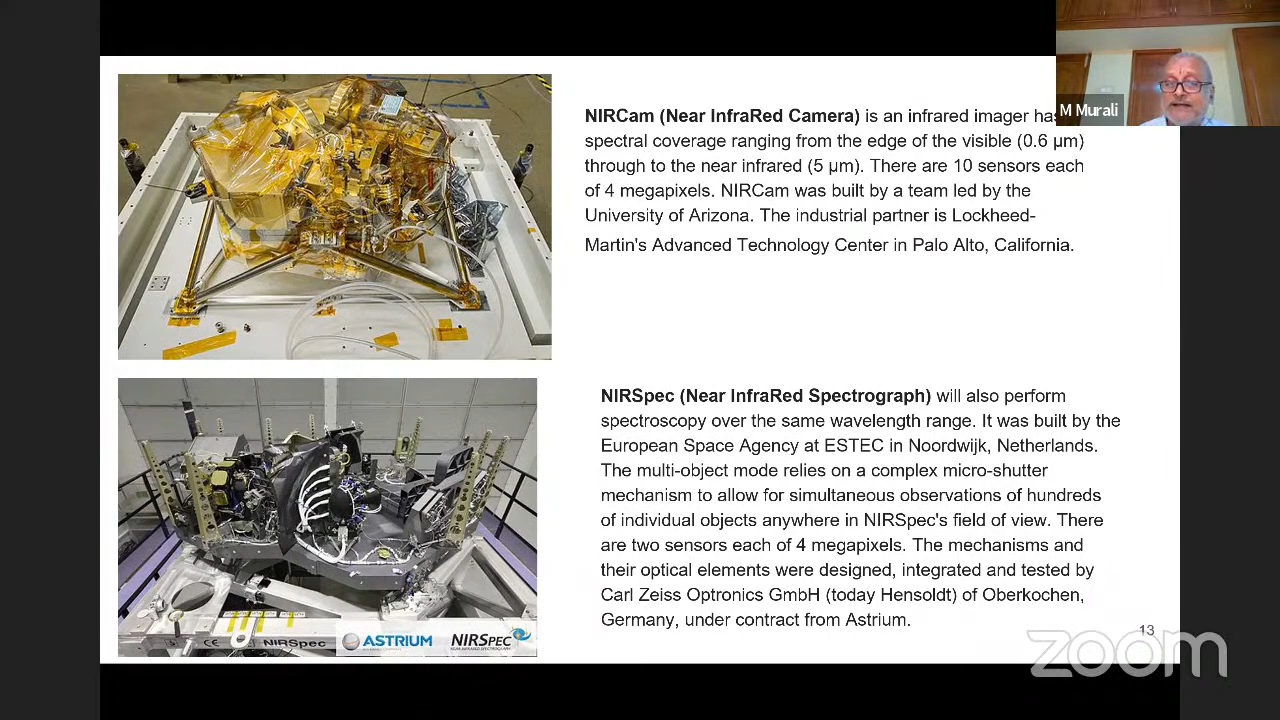 M Murali
NIRCam (Near InfraRed Camera) is an infrared imager has
spectral coverage ranging from the edge of the visible (0.6 μm)
through to the near infrared (5 μm). There are 10 sensors each
of 4 megapixels. NIRCam was built by a team led by the
University of Arizona. The industrial partner is Lockheed-
Martin's Advanced Technology Center in Palo Alto, California.
NIRSpec (Near InfraRed Spectrograph) will also perform
spectroscopy over the same wavelength range. It was built by the
European Space Agency at ESTEC in Noordwijk, Netherlands.
The multi-object mode relies on a complex micro-shutter
mechanism to allow for simultaneous observations of hundreds
of individual objects anywhere in NIRSpec's field of view. There
are two sensors each of 4 megapixels. The mechanisms and
their optical elements were designed, integrated and tested by
Carl Zeiss Optronics GmbH (today Hensoldt) of Oberkochen,
Germany, under contract from Astrium.
NIRSpec
ASTRIUM
NIRSpec
13
zoom